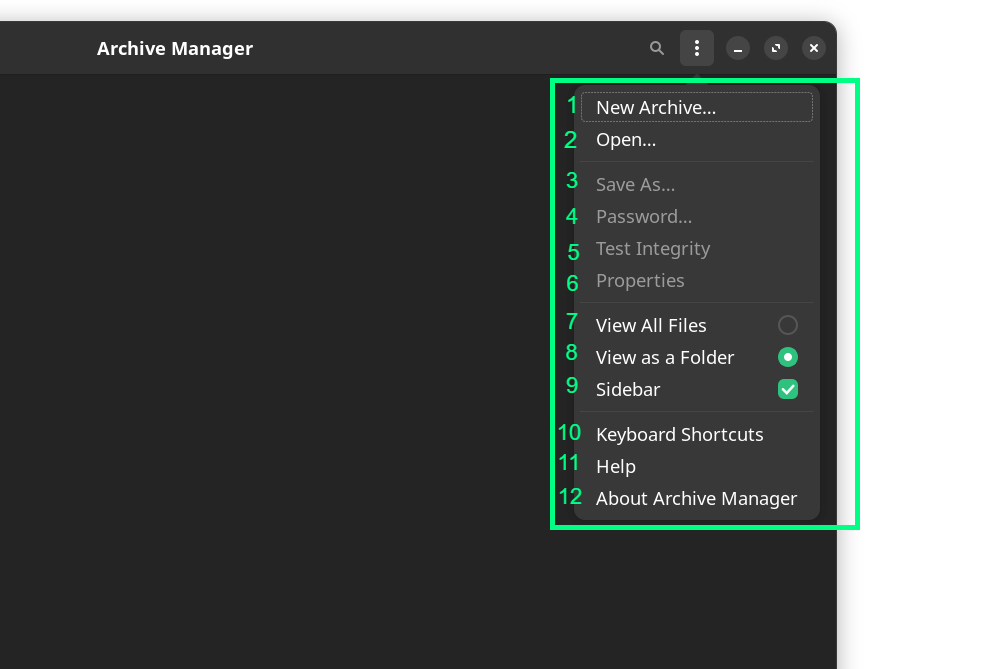 Archive Manager
1 New Archive...
2 Open...
3 Save As...
4 Password...
5 Test Integrity
6 Properties
7 View All Files
8 View as a Folder
9 Sidebar
10 Keyboard Shortcuts
11 Help
12 About Archive Manager